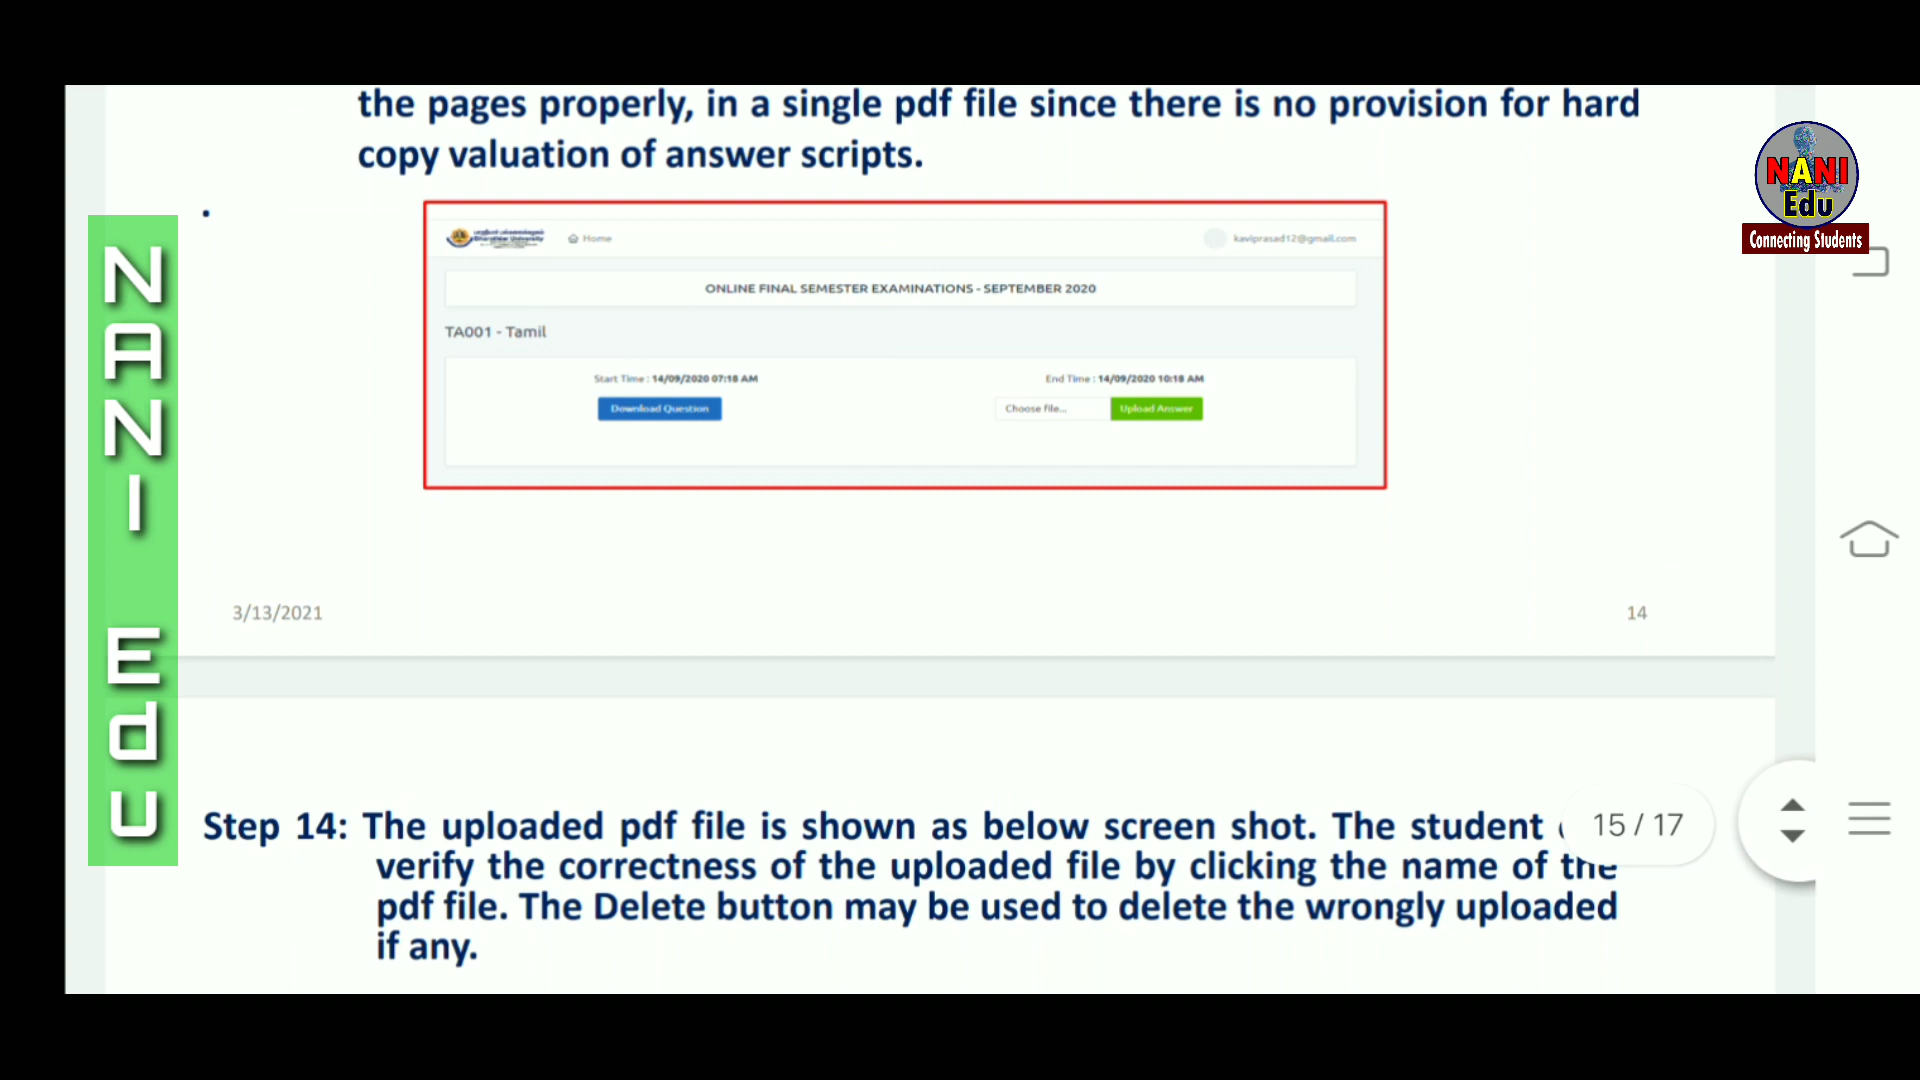 the pages properly, in a single pdf file since there is no provision for hard
copy valuation of answer scripts.
NANI
Edu
Connecting Students
•
Bharathiar University
Home
kaviprasad12@gmail.com
ONLINE FINAL SEMESTER EXAMINATIONS - SEPTEMBER 2020
TA001 - Tamil
Start Time : 14/09/2020 07:18 AM
End Time : 14/09/2020 10:18 AM
Download Question
Choose file...
Upload Answer
NANI Edu
3/13/2021
14
Step 14: The uploaded pdf file is shown as below screen shot. The student
15 / 17
verify the correctness of the uploaded file by clicking the name of the
pdf file. The Delete button may be used to delete the wrongly uploaded
if any.